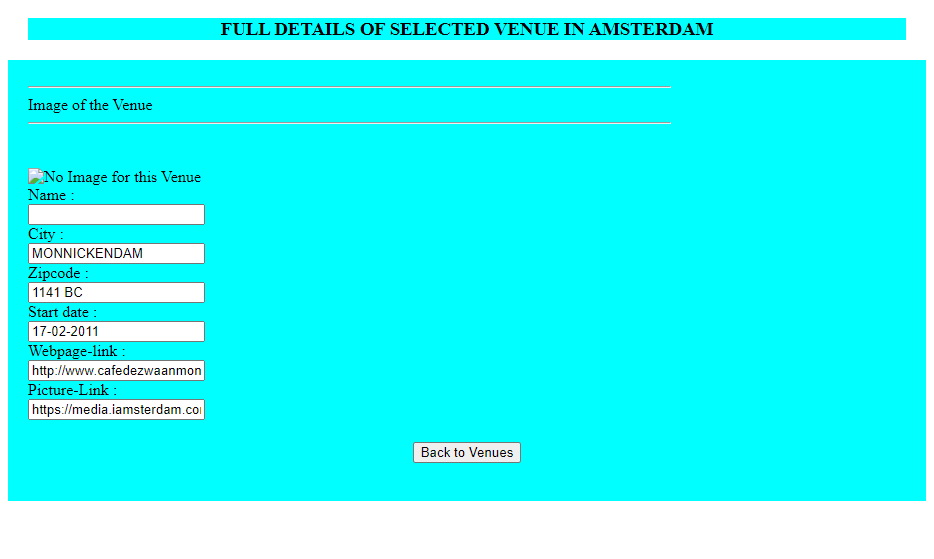 FULL DETAILS OF SELECTED VENUE IN AMSTERDAM
Image of the Venue
No Image for this Venue
Name :
City :
MONNICKENDAM
Zipcode :
1141 BC
Start date :
17-02-2011
Webpage-link :
http://www.cafedezwaanmon
Picture-Link :
https://media.iamsterdam.co
Back to Venues